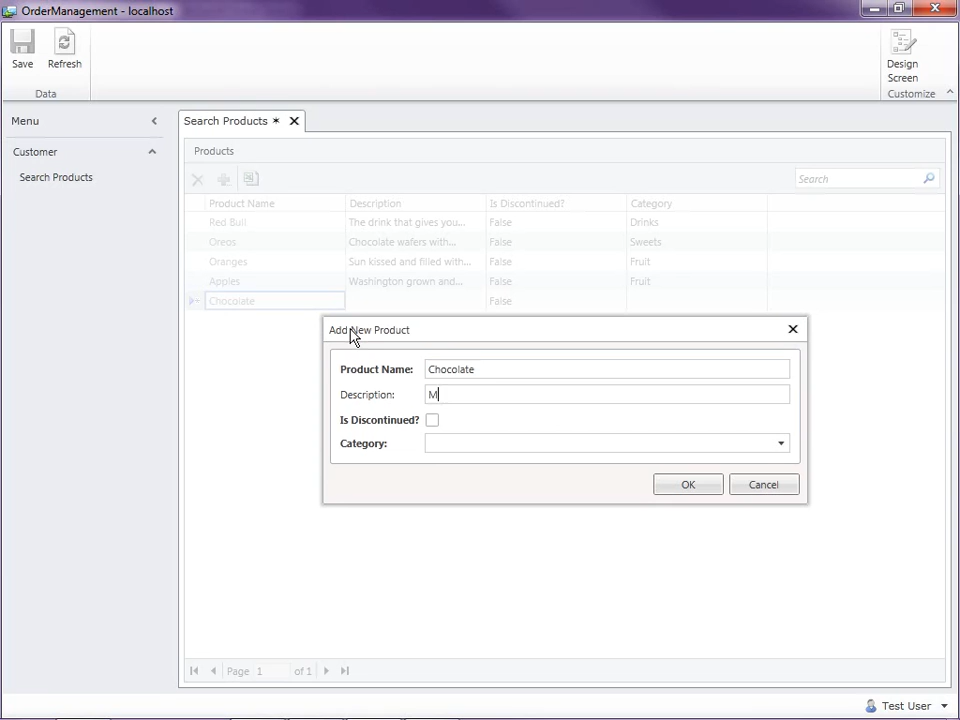 OrderManagement - localhost
Save
Refresh
Design
Screen
Data
Customize
Menu
Customer
Search Products
Search Products *
Products
Search
Product Name Description Is Discontinued? Category
Red Bull The drink that gives you... False Drinks
Oreos Chocolate wafers with... False Sweets
Oranges Sun kissed and filled with... False Fruit
Apples Washington grown and... False Fruit
Chocolate False
Add New Product
Product Name: Chocolate
Description: M
Is Discontinued?
Category:
OK Cancel
Page 1 of 1
Test User